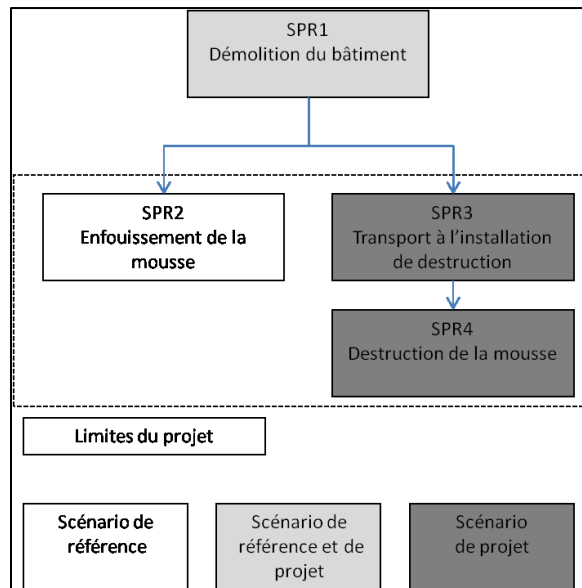 SPR1
Démolition du bâtiment
SPR2
Enfouissement de la
mousse
SPR3
Transport à l'installation
de destruction
SPR4
Destruction de la mousse
Limites du projet
Scénario de
référence
Scénario de
référence et de
projet
Scénario
de projet